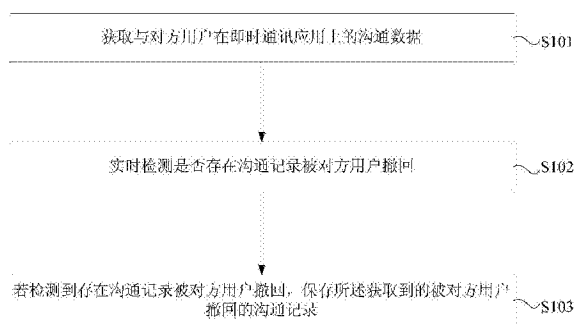 获取与对方用户在即时通讯应用上的沟通数据
S101
实时检测是否存在沟通记录被对方用户撤回
S102
若检测到存在沟通记录被对方用户撤回，保存所述获取到的被对方用户
撤回的沟通记录
S103